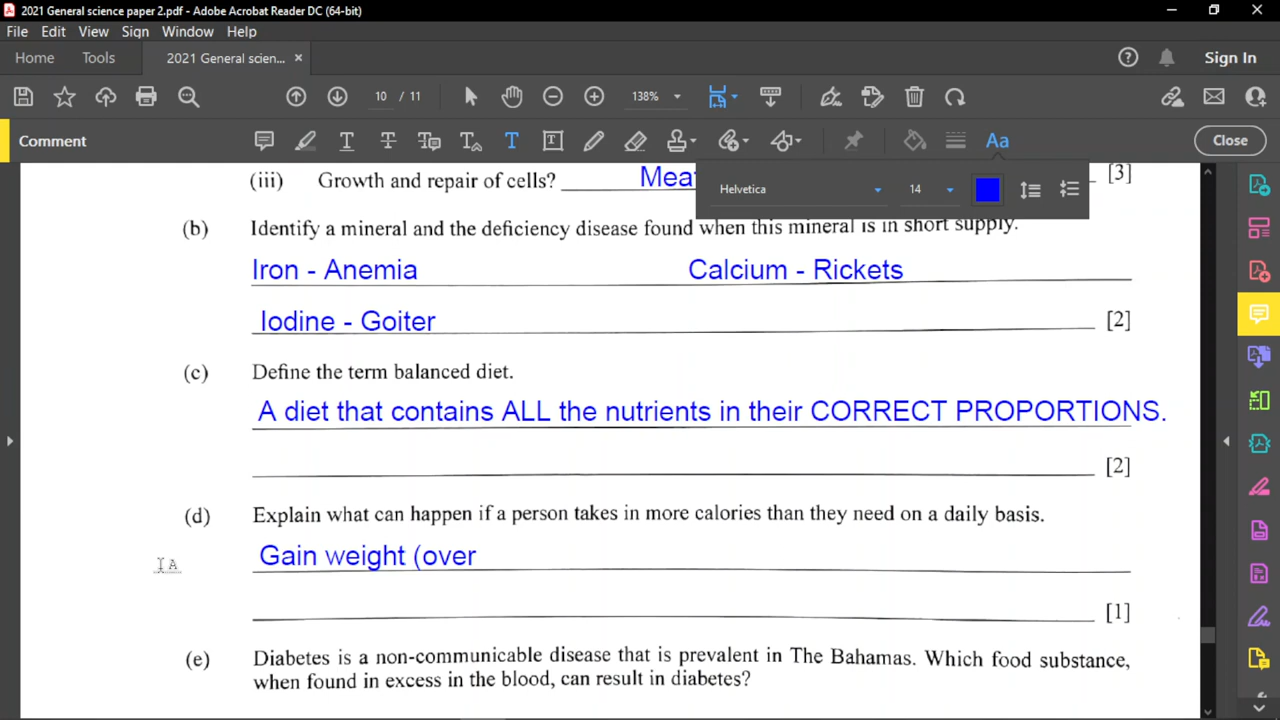 2021 General science paper 2.pdf - Adobe Acrobat Reader DC (64-bit)
File Edit View Sign Window Help
Home Tools 2021 General scien... × Sign In
10 / 11 138%
Comment Close
Helvetica 14
(iii) Growth and repair of cells? [3]
(b) Identify a mineral and the deficiency disease found when this mineral is in short supply.
Iron - Anemia Calcium - Rickets
Iodine - Goiter [2]
(c) Define the term balanced diet.
A diet that contains ALL the nutrients in their CORRECT PROPORTIONS.
[2]
(d) Explain what can happen if a person takes in more calories than they need on a daily basis.
Gain weight (over
[1]
(e) Diabetes is a non-communicable disease that is prevalent in The Bahamas. Which food substance,
when found in excess in the blood, can result in diabetes?